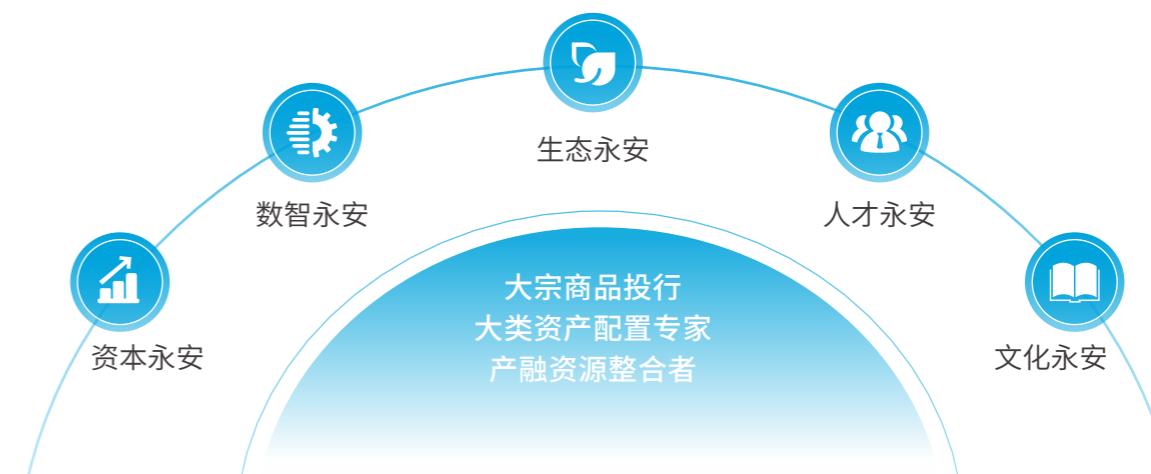 生态永安
数智永安
人才永安
资本永安
文化永安
大宗商品投行
大类资产配置专家
产融资源整合者